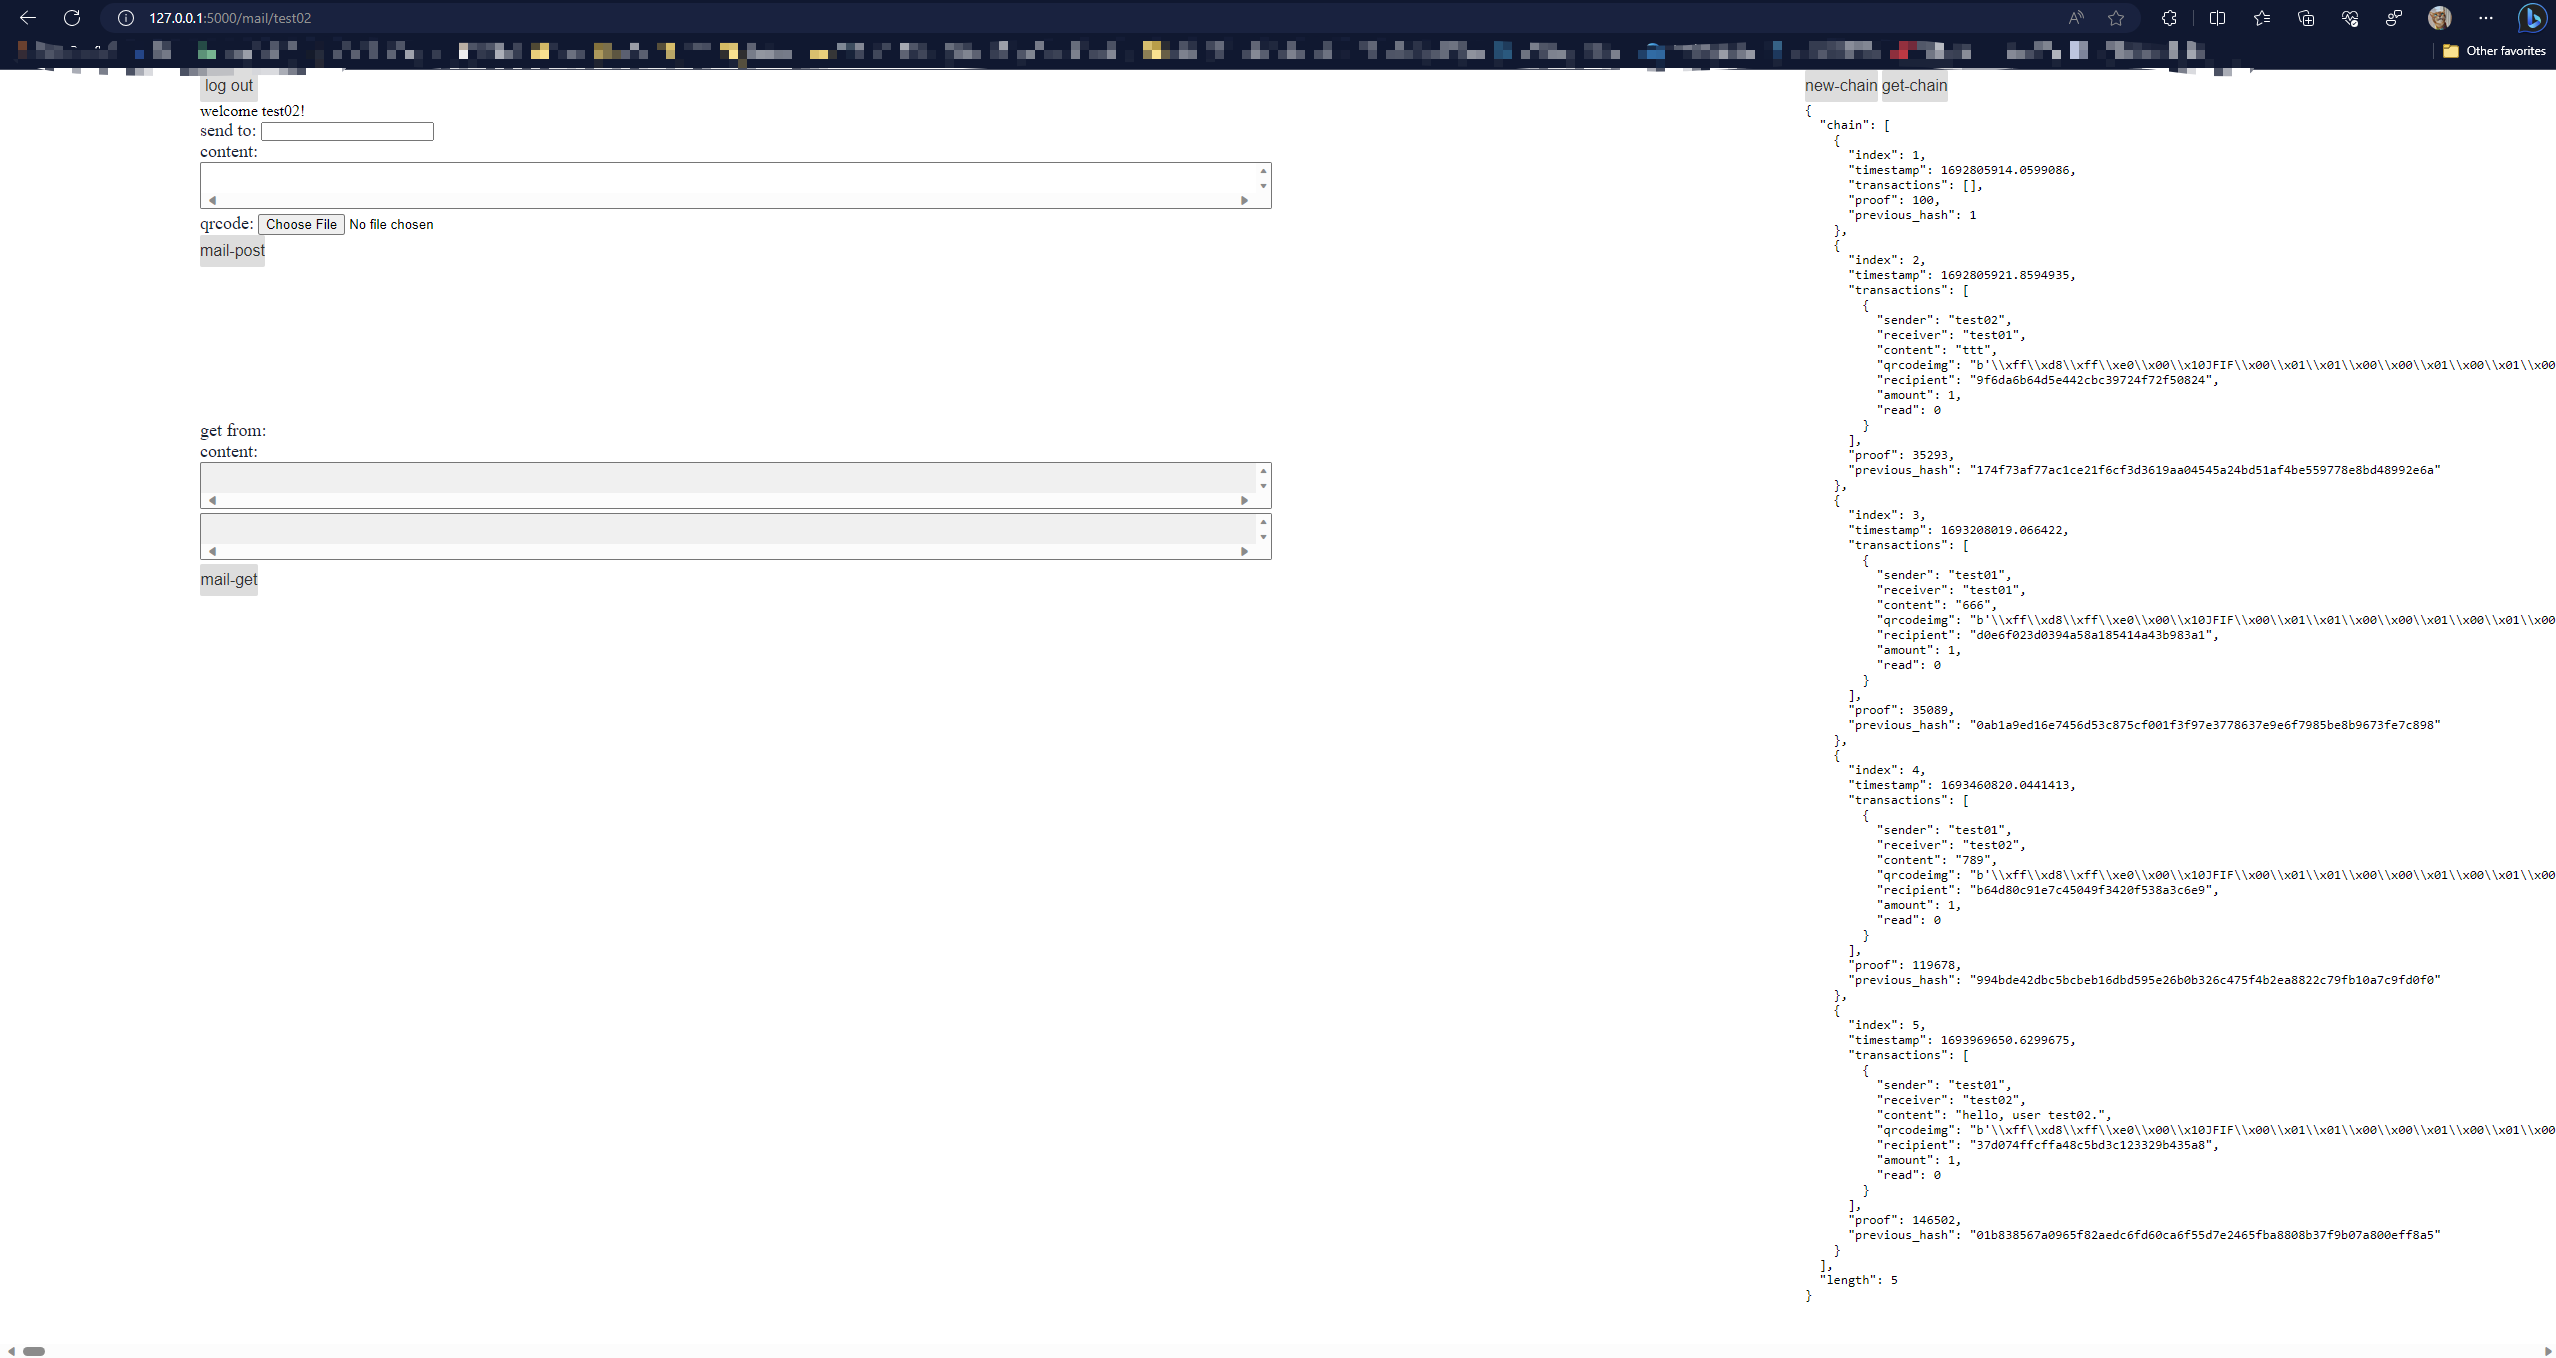 127.0.0.1:5000/mail/test02
Other favorites
log out
welcome test02!
send to:
content:
qrcode: Choose File No file chosen
mail-post
get from:
content:
mail-get
new-chain get-chain
{
"chain": [
{
"index": 1,
"timestamp": 1692805914.0599086,
"transactions": [],
"proof": 100,
"previous_hash": 1
},
{
"index": 2,
"timestamp": 1692805921.8594935,
"transactions": [
{
"sender": "test02",
"receiver": "test01",
"content": "ttt",
"qrcodeimg": "b'\\xff\\xd8\\xff\\xe0\\x00\\x10JFIF\\x00\\x01\\x01\\x00\\x00\\x01\\x00\\x01\\x00
"recipient": "9f6da6b64d5e442cbc39724f72f50824",
"amount": 1,
"read": 0
}
],
"proof": 35293,
"previous_hash": "174f73af77ac1ce21f6cf3d3619aa04545a24bd51af4be559778e8bd48992e6a"
},
{
"index": 3,
"timestamp": 1693208019.066422,
"transactions": [
{
"sender": "test01",
"receiver": "test01",
"content": "666",
"qrcodeimg": "b'\\xff\\xd8\\xff\\xe0\\x00\\x10JFIF\\x00\\x01\\x01\\x00\\x00\\x01\\x00\\x01\\x00
"recipient": "d0e6f023d0394a58a185414a43b983a1",
"amount": 1,
"read": 0
}
],
"proof": 35089,
"previous_hash": "0ab1a9ed16e7456d53c875cf001f3f97e3778637e9e6f7985be8b9673fe7c898"
},
{
"index": 4,
"timestamp": 1693460820.0441413,
"transactions": [
{
"sender": "test01",
"receiver": "test02",
"content": "789",
"qrcodeimg": "b'\\xff\\xd8\\xff\\xe0\\x00\\x10JFIF\\x00\\x01\\x01\\x00\\x00\\x01\\x00\\x01\\x00
"recipient": "b64d80c91e7c45049f3420f538a3c6e9",
"amount": 1,
"read": 0
}
],
"proof": 119678,
"previous_hash": "994bde42dbc5bcbeb16dbd595e26b0b326c475f4b2ea8822c79fb10a7c9fd0f0"
},
{
"index": 5,
"timestamp": 1693969650.6299675,
"transactions": [
{
"sender": "test01",
"receiver": "test02",
"content": "hello, user test02.",
"qrcodeimg": "b'\\xff\\xd8\\xff\\xe0\\x00\\x10JFIF\\x00\\x01\\x01\\x00\\x00\\x01\\x00\\x01\\x00
"recipient": "37d074ffcffa48c5bd3c123329b435a8",
"amount": 1,
"read": 0
}
],
"proof": 146502,
"previous_hash": "01b838567a0965f82aedc6fd60ca6f55d7e2465fba8808b37f9b07a800eff8a5"
}
],
"length": 5
}